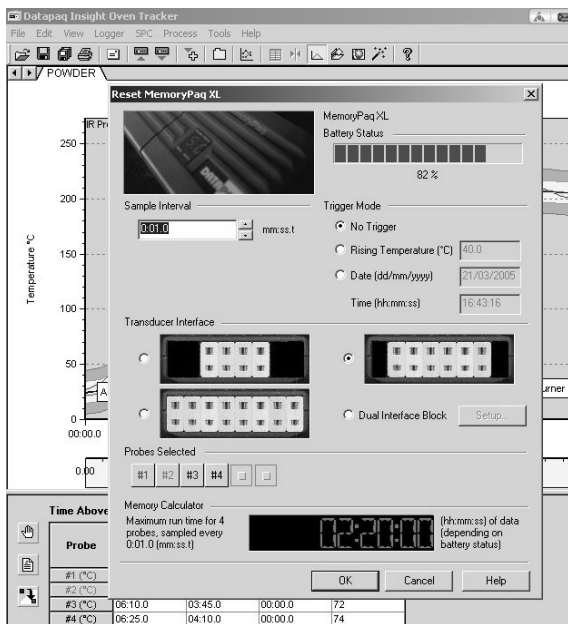 Datapaq Insight Oven Tracker
File Edit View Logger SPC Process Tools Help
POWDER
Reset MemoryPaq XL
MemoryPaq XL
Battery Status
82 %
Sample Interval
0:01.0 mm:ss.t
Trigger Mode
No Trigger
Rising Temperature (°C) 40.0
Date (dd/mm/yyyy) 21/03/2005
Time (hh:mm:ss) 16:43:16
Transducer Interface
Dual Interface Block Setup...
Probes Selected
#1 #2 #3 #4
Memory Calculator
Maximum run time for 4
probes, sampled every
0:01.0 (mm:ss.t)
02:20:00
(hh:mm:ss) of data
(depending on
battery status)
OK Cancel Help
IR Pr
250
200
150
100
50
0
Temperature °C
A
urner
00:00.0
0.00
Time Above
Probe
#1 (°C)
#2 (°C)
#3 (°C) 06:10.0 03:45.0 00:00.0 72
#4 (°C) 06:25.0 04:10.0 00:00.0 74